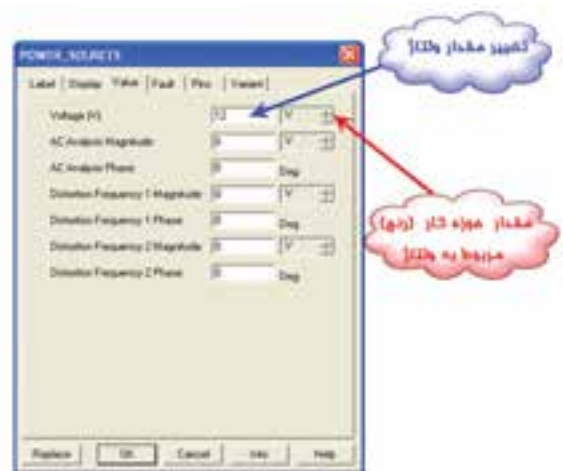 POWER_SOURCES
Label Display Value Fault Pins Variant
Voltage (V): 12 V
AC Analysis Magnitude: 0 V
AC Analysis Phase: 0 Deg
Distortion Frequency 1 Magnitude: 0 V
Distortion Frequency 1 Phase: 0 Deg
Distortion Frequency 2 Magnitude: 0 V
Distortion Frequency 2 Phase: 0 Deg
Replace OK Cancel Info Help
تغییر مقدار ولتاژ
مقدار حوزه کار (رنج)
مربوط به ولتاژ